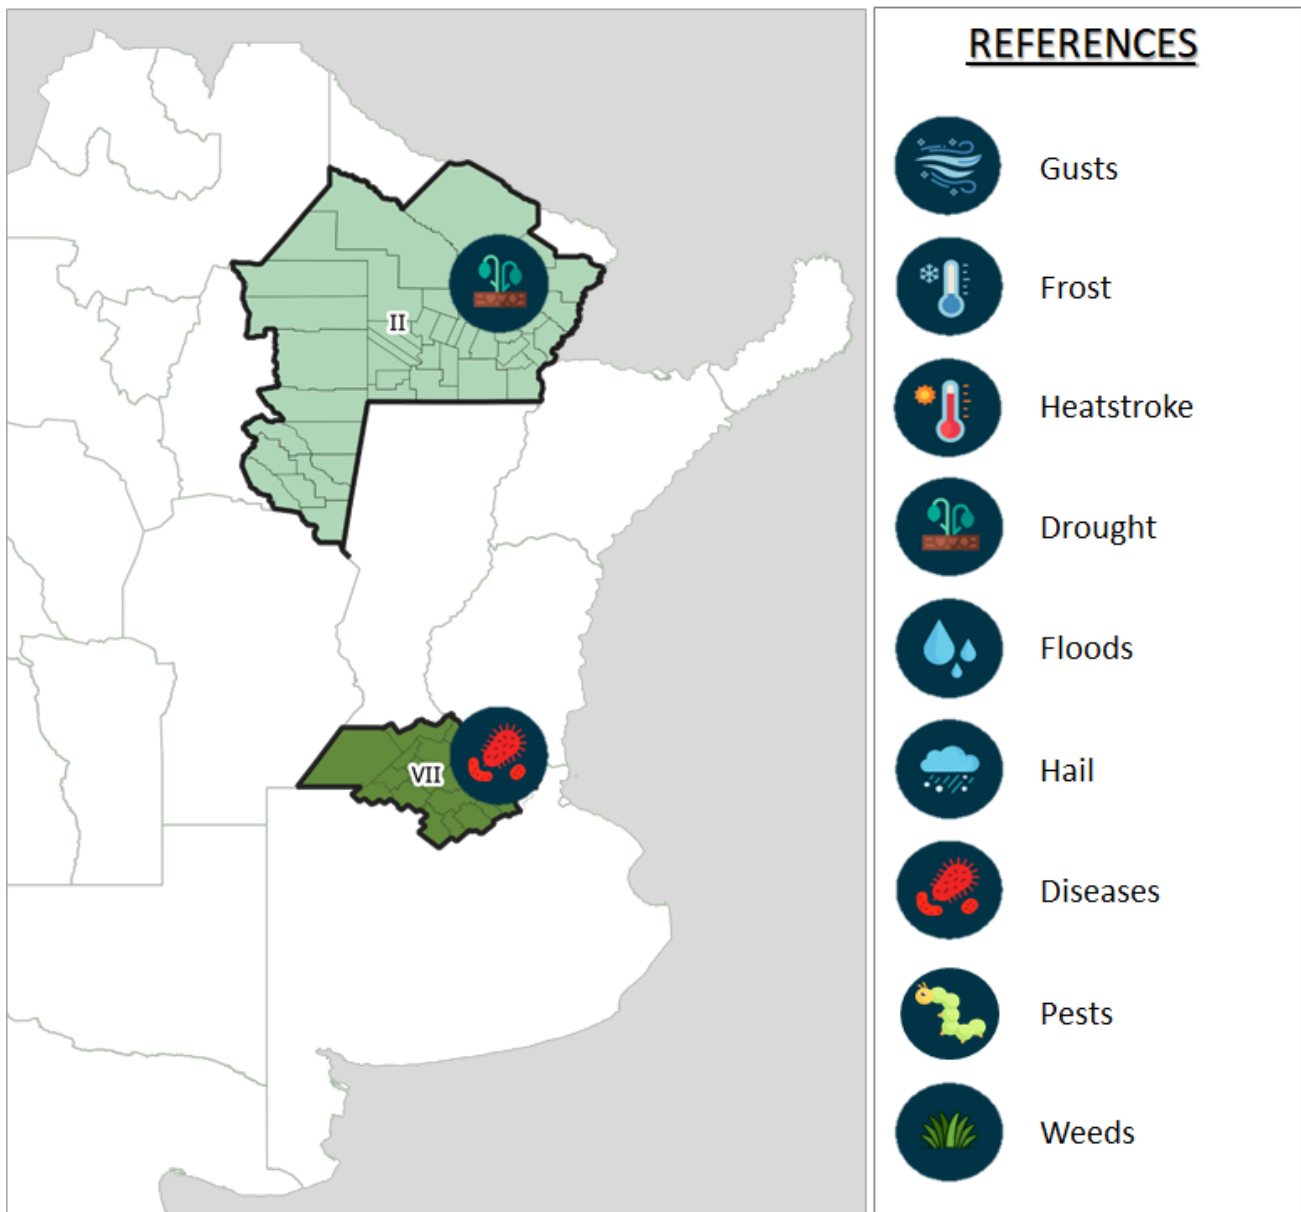 II
VII
REFERENCES
Gusts
Frost
Heatstroke
Drought
Floods
Hail
Diseases
Pests
Weeds